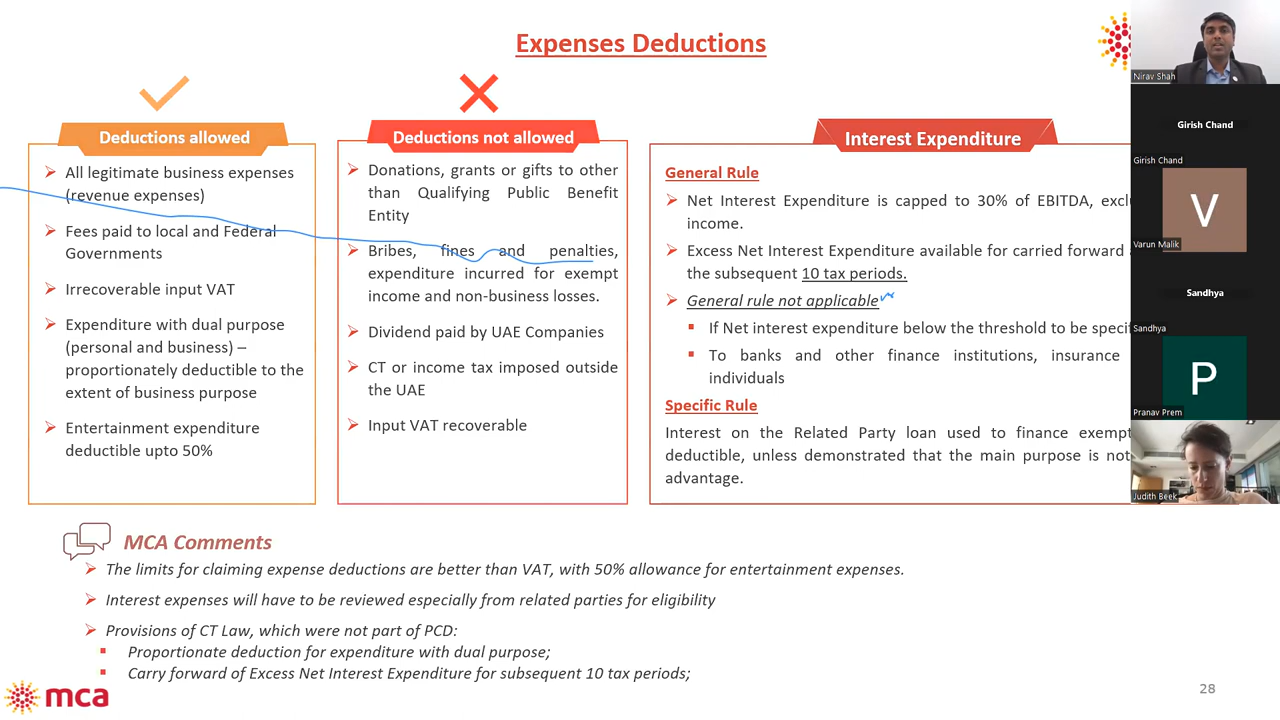 Expenses Deductions
Deductions allowed
All legitimate business expenses
(revenue expenses)
Fees paid to local and Federal
Governments
Irrecoverable input VAT
Expenditure with dual purpose
(personal and business) –
proportionately deductible to the
extent of business purpose
Entertainment expenditure
deductible upto 50%
Deductions not allowed
Donations, grants or gifts to other
than Qualifying Public Benefit
Entity
Bribes, fines and penalties,
expenditure incurred for exempt
income and non-business losses.
Dividend paid by UAE Companies
CT or income tax imposed outside
the UAE
Input VAT recoverable
Interest Expenditure
General Rule
Net Interest Expenditure is capped to 30% of EBITDA,
income.
Excess Net Interest Expenditure available for carried forward
the subsequent 10 tax periods.
General rule not applicable
If Net interest expenditure below the threshold to be
To banks and other finance institutions, insurance
individuals
Specific Rule
Interest on the Related Party loan used to finance exempt
deductible, unless demonstrated that the main purpose is not
advantage.
MCA Comments
The limits for claiming expense deductions are better than VAT, with 50% allowance for entertainment expenses.
Interest expenses will have to be reviewed especially from related parties for eligibility
Provisions of CT Law, which were not part of PCD:
Proportionate deduction for expenditure with dual purpose;
Carry forward of Excess Net Interest Expenditure for subsequent 10 tax periods;
mca
28
Nirav Shah
Girish Chand
Girish Chand
V
Varun Malik
Sandhya
Sandhya
P
Pranav Prem
Judith Beek